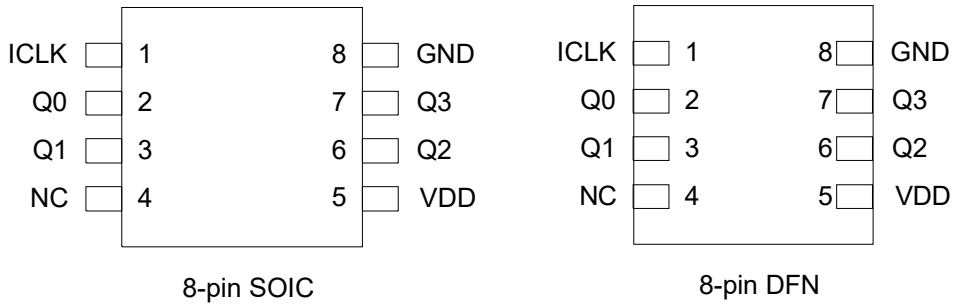 ICLK 1 8 GND ICLK 1 8 GND
Q0 2 7 Q3 Q0 2 7 Q3
Q1 3 6 Q2 Q1 3 6 Q2
NC 4 5 VDD NC 4 5 VDD
8-pin SOIC 8-pin DFN